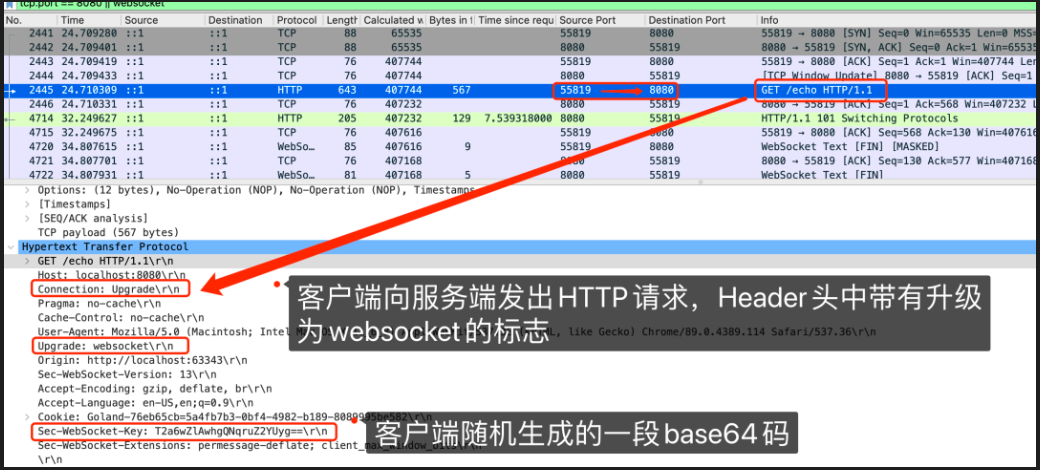 tcp.port == 8080 || websocket
No. Time Source Destination Protocol Length Calculated w Bytes in f Time since requ Source Port Destination Port Info
2441 24.709280 ::1 ::1 TCP 88 65535 55819 8080 55819 → 8080 [SYN] Seq=0 Win=65535 Len=0 MSS=
2442 24.709401 ::1 ::1 TCP 88 65535 8080 55819 8080 → 55819 [SYN, ACK] Seq=0 Ack=1 Win=65535
2443 24.709419 ::1 ::1 TCP 76 407744 55819 8080 55819 → 8080 [ACK] Seq=1 Ack=1 Win=407744 Len
2444 24.709433 ::1 ::1 TCP 76 407744 8080 55819 [TCP Window Update] 8080 → 55819 [ACK] Seq=1
2445 24.710309 ::1 ::1 HTTP 643 407744 567 55819 8080 GET /echo HTTP/1.1
2446 24.710331 ::1 ::1 TCP 76 407232 8080 55819 8080 → 55819 [ACK] Seq=1 Ack=568 Win=407232 L
4714 32.249627 ::1 ::1 HTTP 205 407232 129 7.539318000 8080 55819 HTTP/1.1 101 Switching Protocols
4715 32.249675 ::1 ::1 TCP 76 407616 55819 8080 55819 → 8080 [ACK] Seq=568 Ack=130 Win=407616
4720 34.807615 ::1 ::1 WebSo… 85 407616 9 55819 8080 WebSocket Text [FIN] [MASKED]
4721 34.807701 ::1 ::1 TCP 76 407168 8080 55819 8080 → 55819 [ACK] Seq=130 Ack=577 Win=407168
4722 34.807931 ::1 ::1 WebSo… 81 407168 5 8080 55819 WebSocket Text [FIN]
Options: (12 bytes), No-Operation (NOP), No-Operation (NOP), Timestamps
[Timestamps]
[SEQ/ACK analysis]
TCP payload (567 bytes)
Hypertext Transfer Protocol
GET /echo HTTP/1.1\r\n
Host: localhost:8080\r\n
Connection: Upgrade\r\n
客户端向服务端发出HTTP请求，Header头中带有升级
为websocket的标志
Pragma: no-cache\r\n
Cache-Control: no-cache\r\n
User-Agent: Mozilla/5.0 (Macintosh; Intel like Gecko) Chrome/89.0.4389.114 Safari/537.36\r\n
Upgrade: websocket\r\n
Origin: http://localhost:63343\r\n
Sec-WebSocket-Version: 13\r\n
Accept-Encoding: gzip, deflate, br\r\n
Accept-Language: en-US,en;q=0.9\r\n
Cookie: Goland-76eb65cb=5a4fb7b3-0bf4-4982-b189-8089995be582\r\n
Sec-WebSocket-Key: T2a6wZlAwhgQNqruZ2YUyg==\r\n
客户端随机生成的一段base64码
Sec-WebSocket-Extensions: permessage-deflate; client_max_window_bits\r\n
\r\n